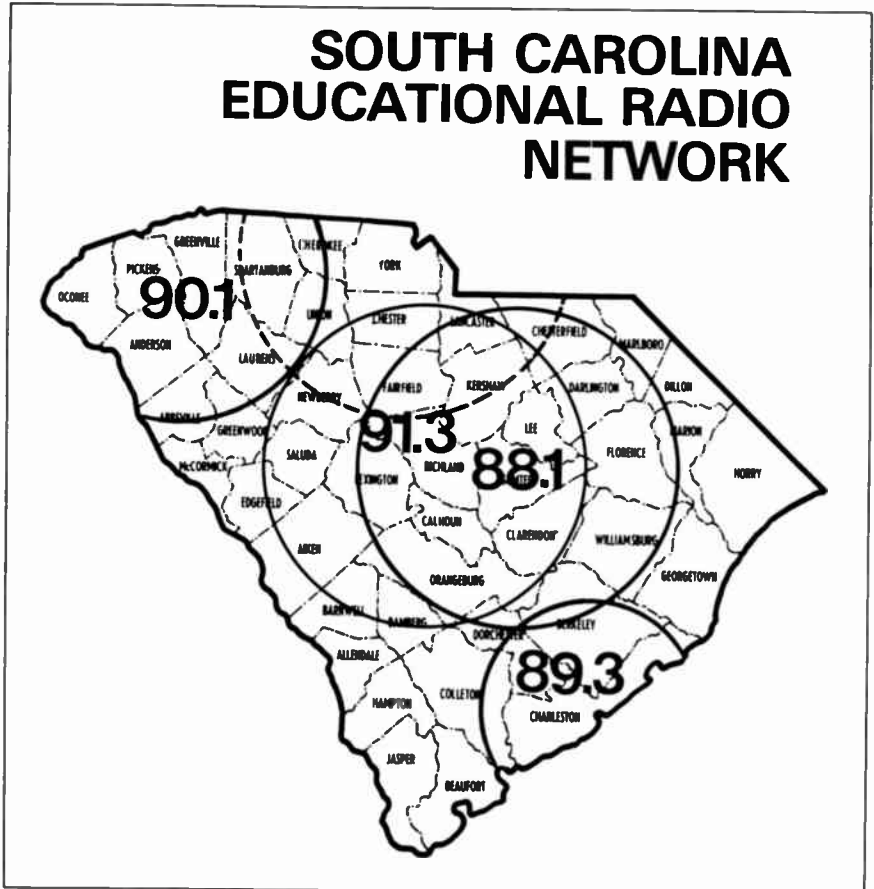 SOUTH CAROLINA
EDUCATIONAL RADIO
NETWORK
GREENVILLE
CHEROKEE
PICKENS
SPARTANBURG
YORK
OCONEE
90.1
UNION
CHESTER
LANCASTER
CHESTERFIELD
MARLBORO
ANDERSON
LAURENS
FAIRFIELD
KERSHAW
DARLINGTON
DILLON
NEWBERRY
ABBEVILLE
GREENWOOD
91.3
LEE
MARION
McCORMICK
SALUDA
LEXINGTON
RICHLAND
88.1
FLORENCE
HORRY
EDGEFIELD
CALHOUN
CLARENDON
WILLIAMSBURG
AIKEN
ORANGEBURG
GEORGETOWN
BARNWELL
BAMBERG
DORCHESTER
BERKELEY
ALLENDALE
89.3
HAMPTON
COLLETON
CHARLESTON
JASPER
BEAUFORT